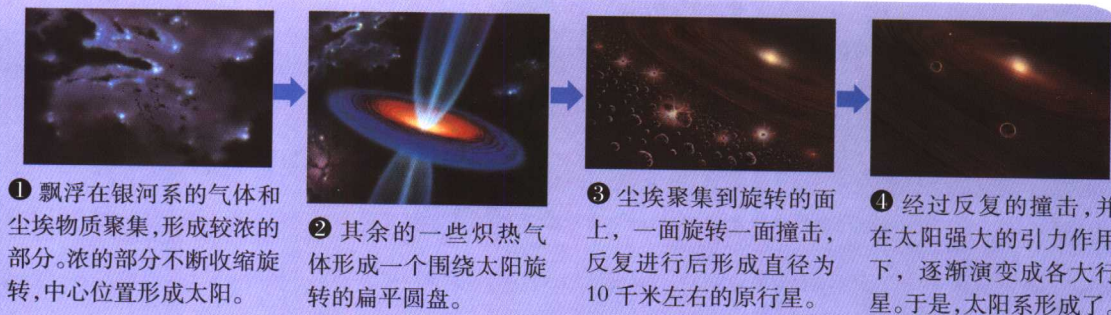 ❶ 飘浮在银河系的气体和
尘埃物质聚集,形成较浓的
部分。浓的部分不断收缩旋
转,中心位置形成太阳。
❷ 其余的一些炽热气
体形成一个围绕太阳旋
转的扁平圆盘。
❸ 尘埃聚集到旋转的面
上，一面旋转一面撞击，
反复进行后形成直径为
10 千米左右的原行星。
❹ 经过反复的撞击,并
在太阳强大的引力作用
下，逐渐演变成各大行
星。于是,太阳系形成了。